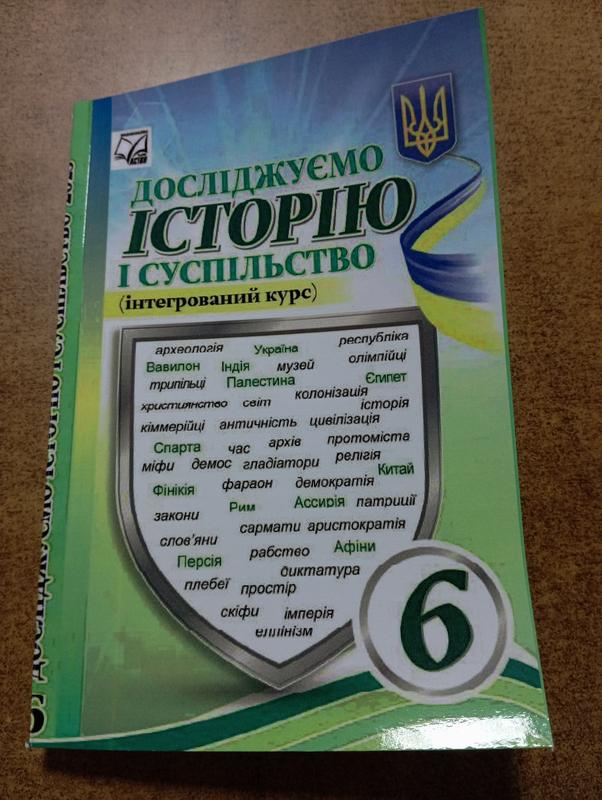 ДОСЛІДЖУЄМО
ІСТОРІЮ
І СУСПІЛЬСТВО
(інтегрований курс)
археологія Україна республіка
Вавилон Індія музей олімпійці
трипільці Палестина Єгипет
християнство світ колонізація історія
кіммерійці античність цивілізація
Спарта час архів протоміста
міфи демос гладіатори релігія
Китай
Фінікія фараон демократія
закони Рим Ассирія патриції
слов'яни сармати аристократія
Персія рабство Афіни
диктатура
плебеї простір
скіфи імперія
еллінізм
6